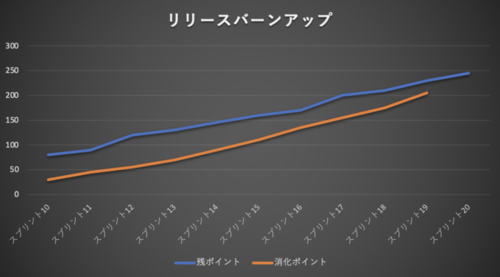 リリースバーンアップ
300
250
200
150
100
50
0
スプリント10
スプリント11
スプリント12
スプリント13
スプリント14
スプリント15
スプリント16
スプリント17
スプリント18
スプリント19
スプリント20
残ポイント
消化ポイント